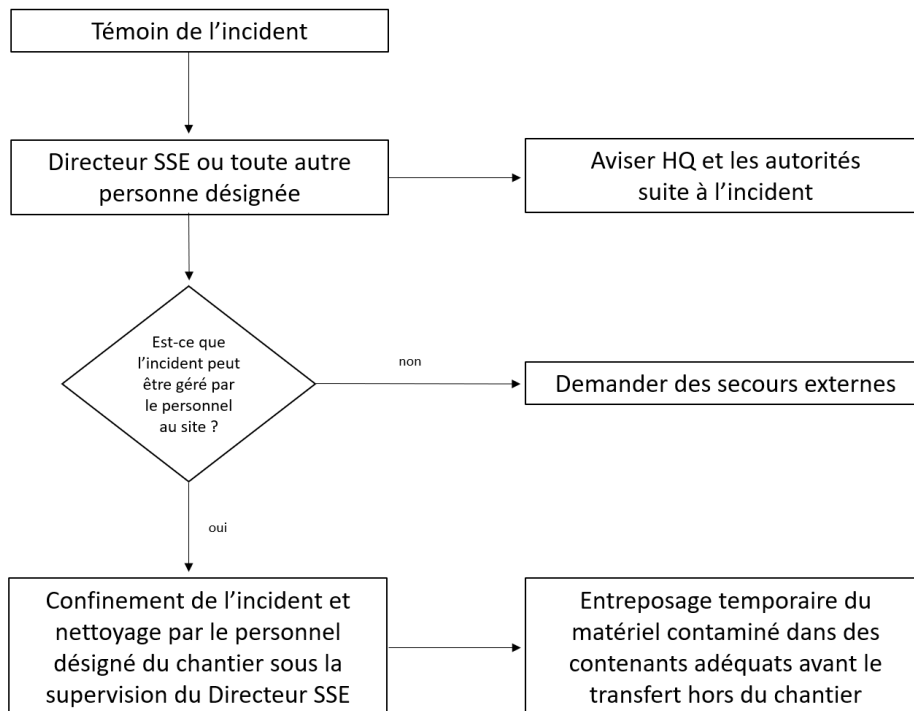 Témoin de l’incident
Directeur SSE ou toute autre
personne désignée
Aviser HQ et les autorités
suite à l’incident
Est-ce que
l’incident peut
être géré par
le personnel
au site ?
non
Demander des secours externes
oui
Confinement de l’incident et
nettoyage par le personnel
désigné du chantier sous la
supervision du Directeur SSE
Entreposage temporaire du
matériel contaminé dans des
contenants adéquats avant le
transfert hors du chantier